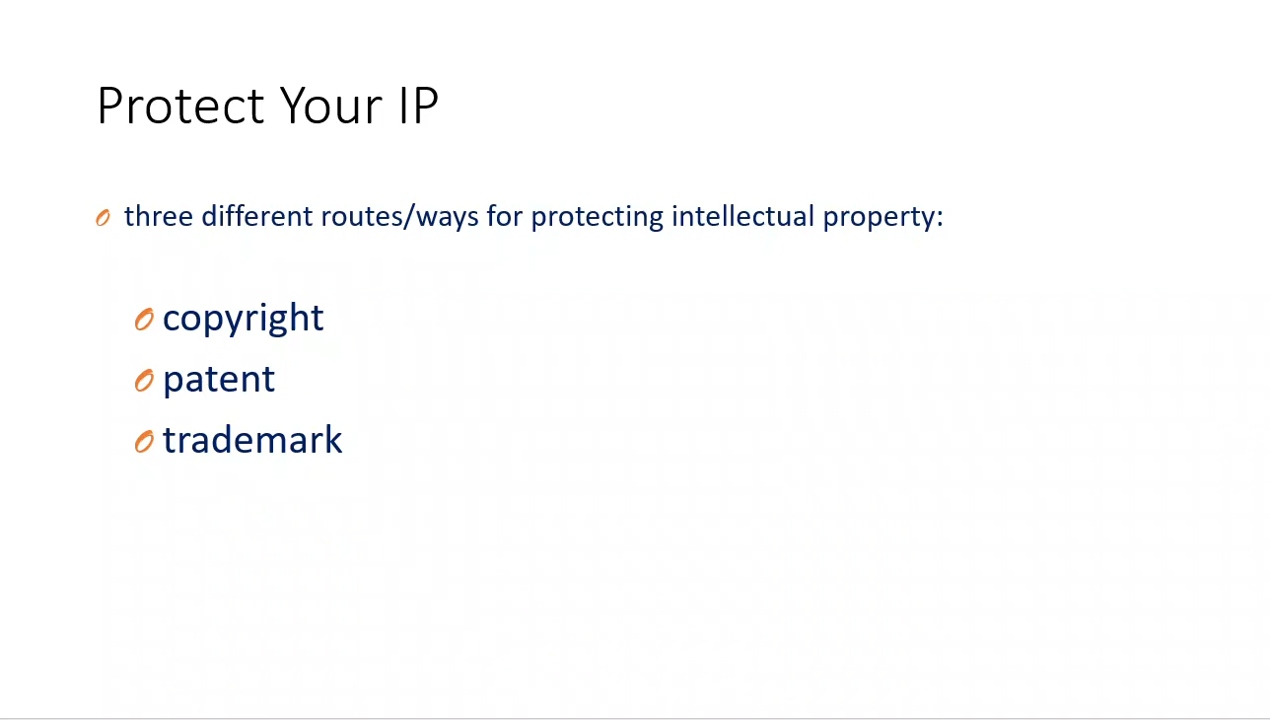 Protect Your IP
three different routes/ways for protecting intellectual property:
copyright
patent
trademark